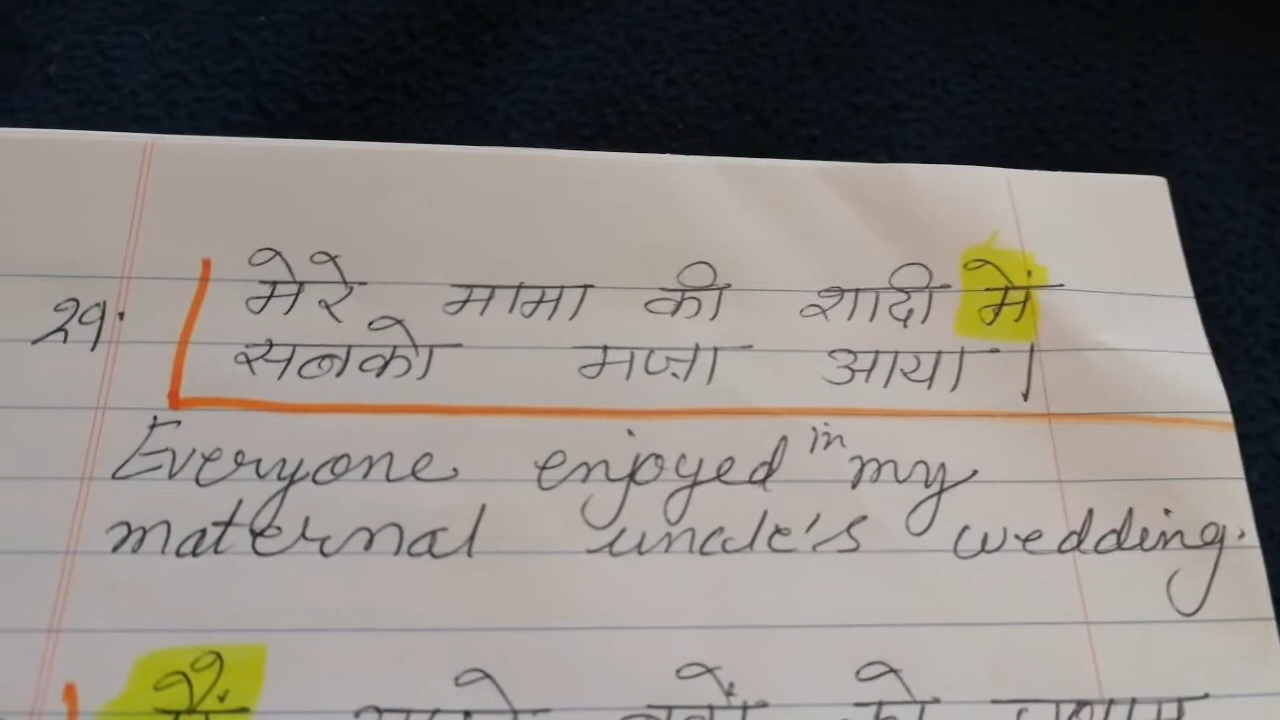 29. मेरे मामा की शादी में
सबको मज़ा आया |
Everyone enjoyed in my
maternal uncle's wedding.